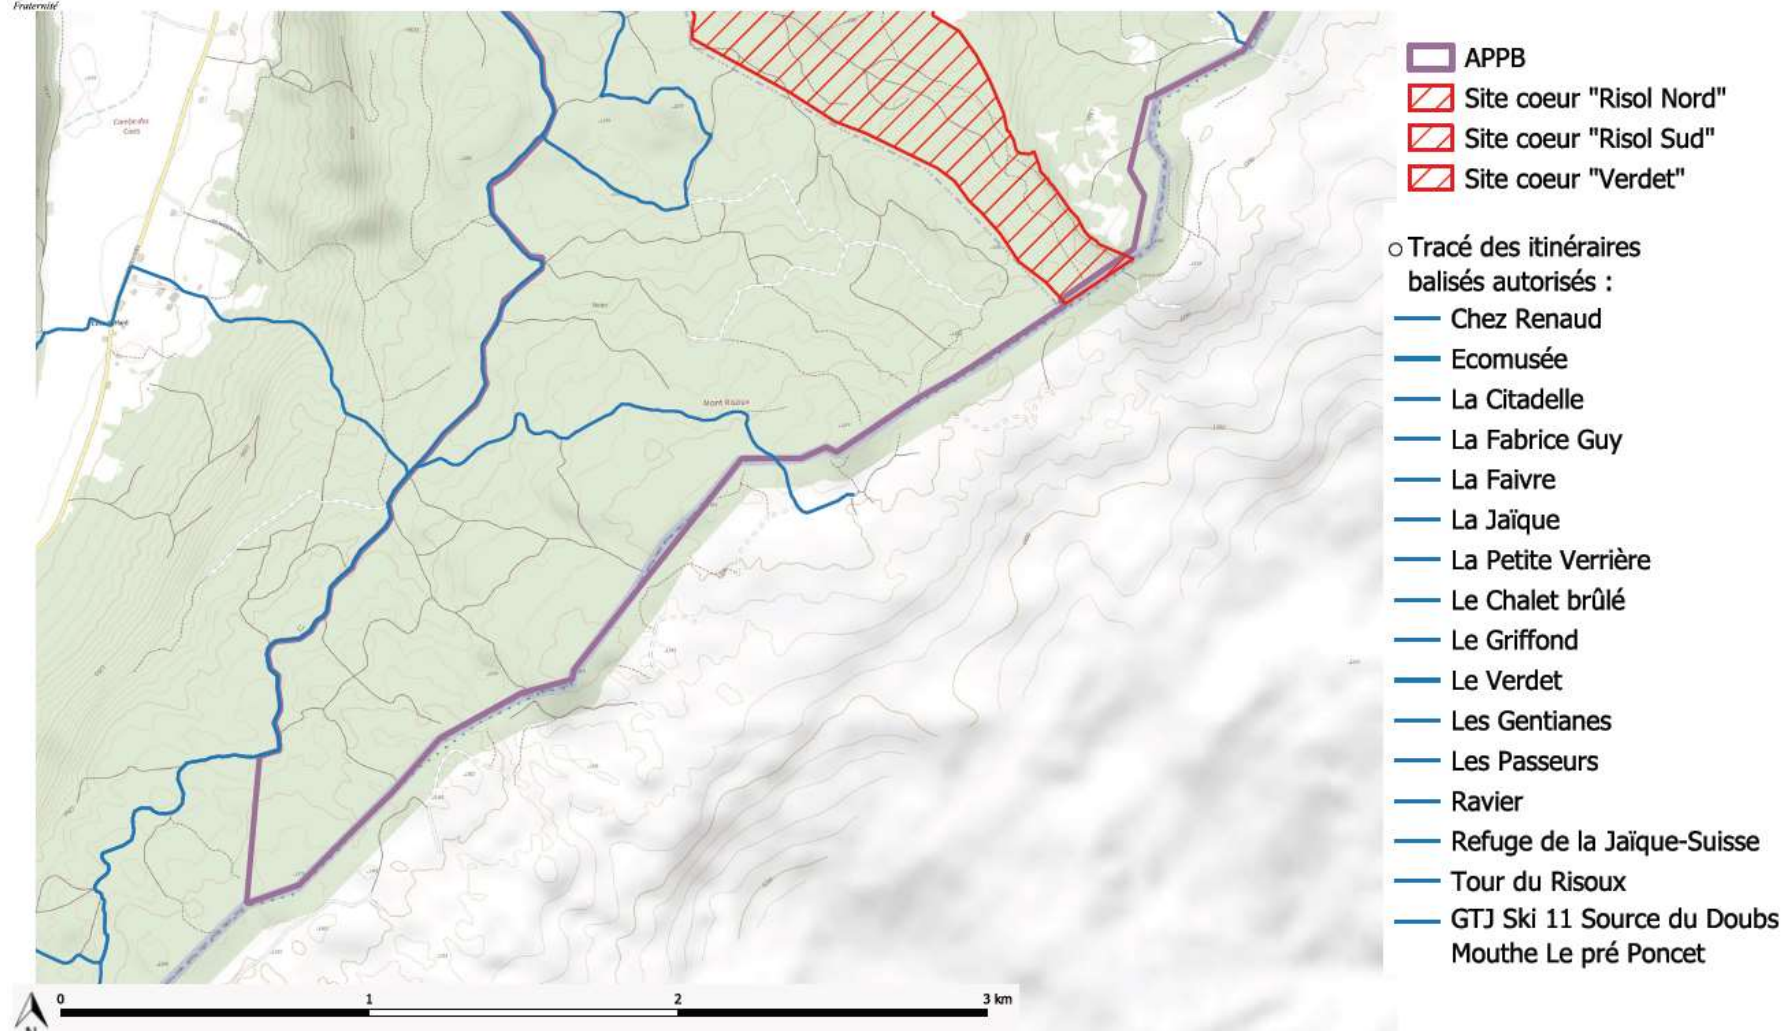 Fraternité
APPB
Site coeur "Risol Nord"
Site coeur "Risol Sud"
Site coeur "Verdet"
Tracé des itinéraires
balisés autorisés :
Chez Renaud
Ecomusée
La Citadelle
La Fabrice Guy
La Faivre
La Jaïque
La Petite Verrière
Le Chalet brûlé
Le Griffond
Le Verdet
Les Gentianes
Les Passeurs
Ravier
Refuge de la Jaïque-Suisse
Tour du Risoux
GTJ Ski 11 Source du Doubs
Mouthe Le pré Poncet
Combe des
Cives
Mont Risoux
0 1 2 3 km
N